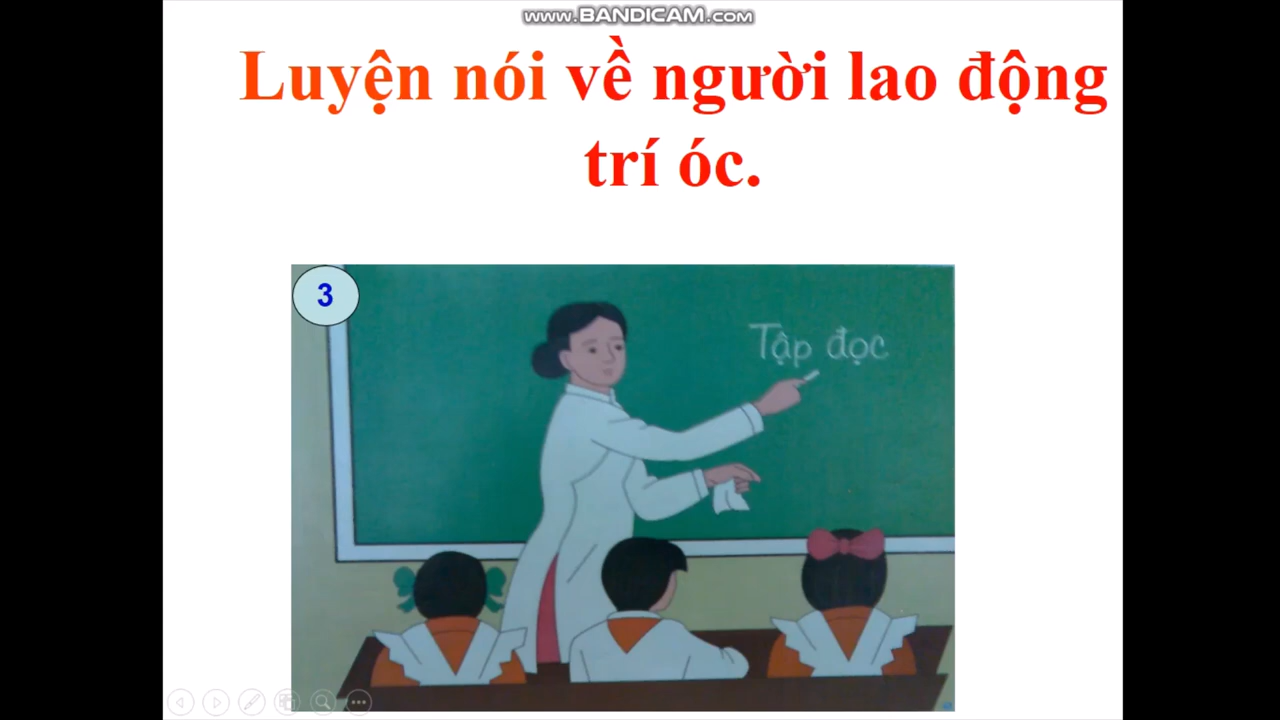 www.BANDICAM.com
Luyện nói về người lao động
trí óc.
3
Tập đọc